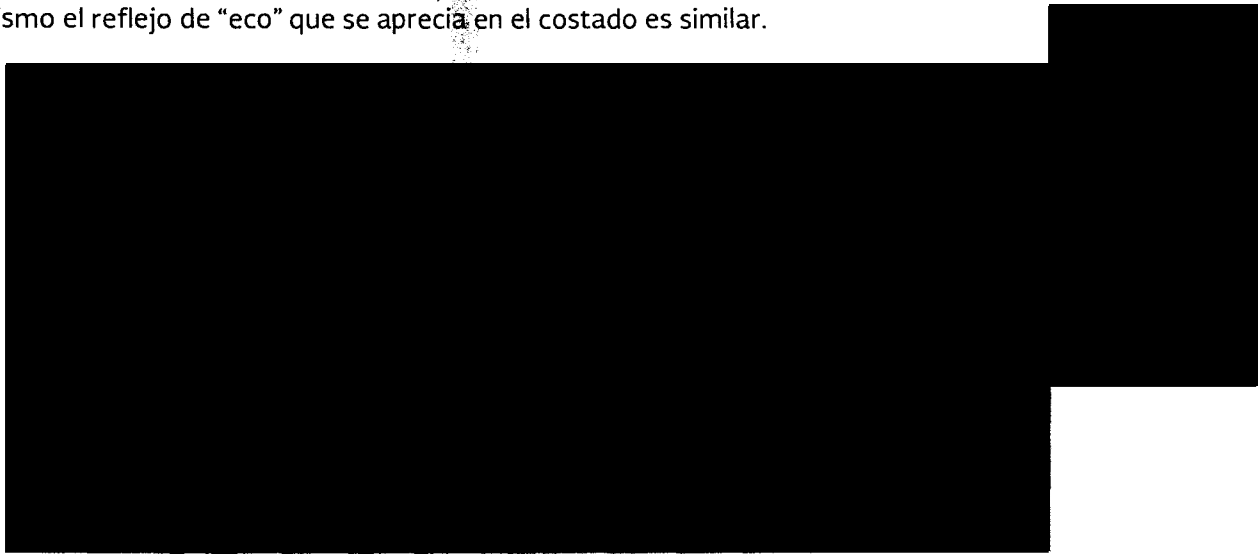 smo el reflejo de “eco” que se aprecia en el costado es similar.